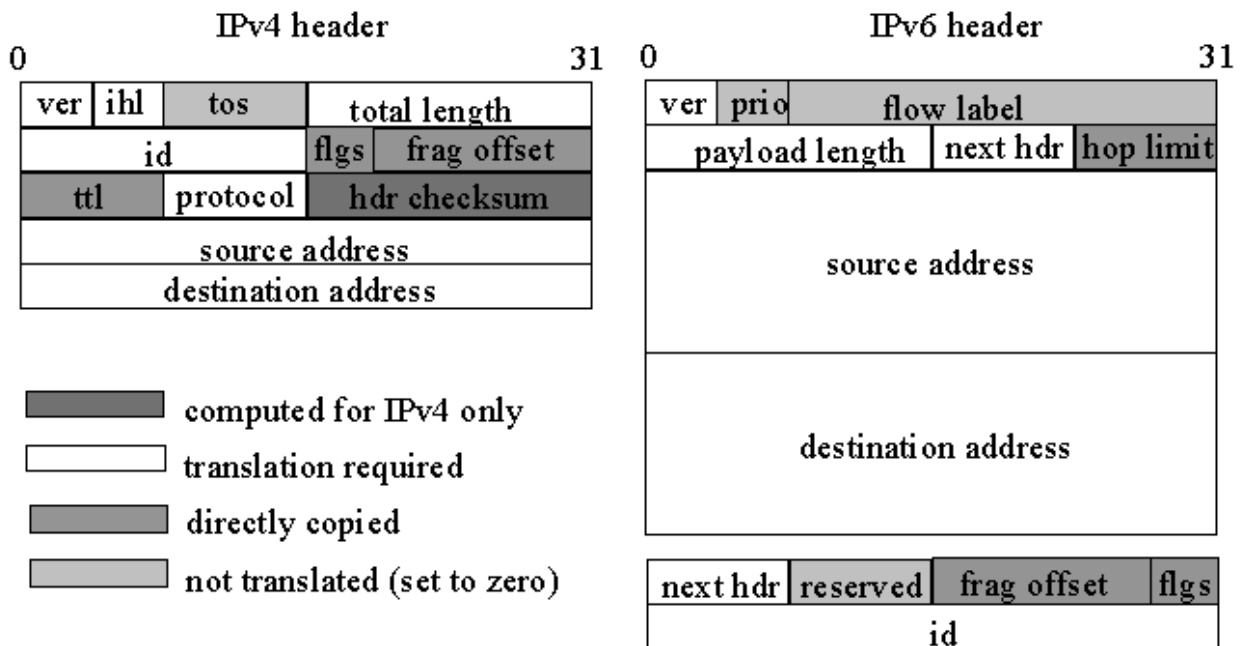 IPv4 header
0 31
ver ihl tos total length
id flgs frag offset
ttl protocol hdr checksum
source address
destination address
computed for IPv4 only
translation required
directly copied
not translated (set to zero)
IPv6 header
0 31
ver prio flow label
payload length next hdr hop limit
source address
destination address
next hdr reserved frag offset flgs
id